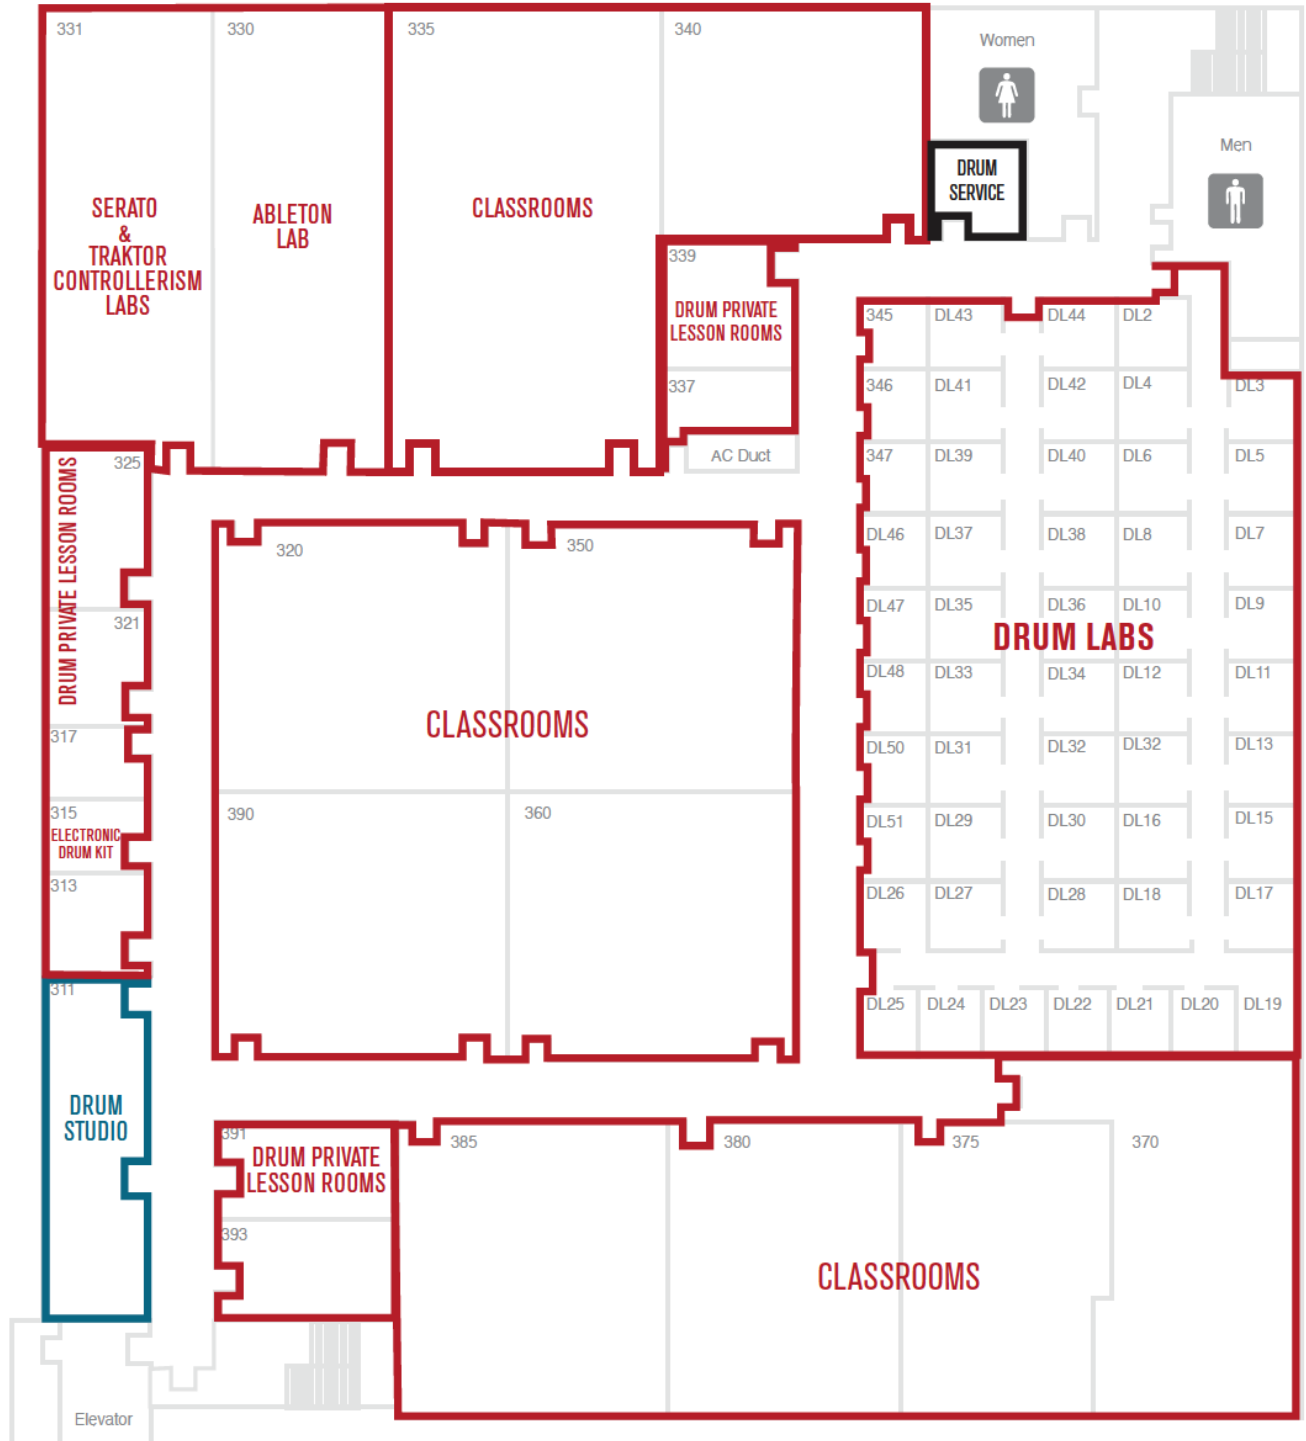 331
330
335
340
Women
Men
DRUM
SERVICE
SERATO
&
TRAKTOR
CONTROLLERISM
LABS
ABLETON
LAB
CLASSROOMS
339
DRUM PRIVATE
LESSON ROOMS
337
AC Duct
345
DL43
DL44
DL2
346
DL41
DL42
DL4
DL3
347
DL39
DL40
DL6
DL5
DL46
DL37
DL38
DL8
DL7
DL47
DL35
DL36
DL10
DL9
DRUM LABS
DL48
DL33
DL34
DL12
DL11
DL50
DL31
DL32
DL32
DL13
DL51
DL29
DL30
DL16
DL15
DL26
DL27
DL28
DL18
DL17
DL25
DL24
DL23
DL22
DL21
DL20
DL19
325
DRUM PRIVATE LESSON ROOMS
321
317
315
ELECTRONIC
DRUM KIT
313
320
350
CLASSROOMS
390
360
311
DRUM
STUDIO
391
DRUM PRIVATE
LESSON ROOMS
393
385
380
375
370
CLASSROOMS
Elevator